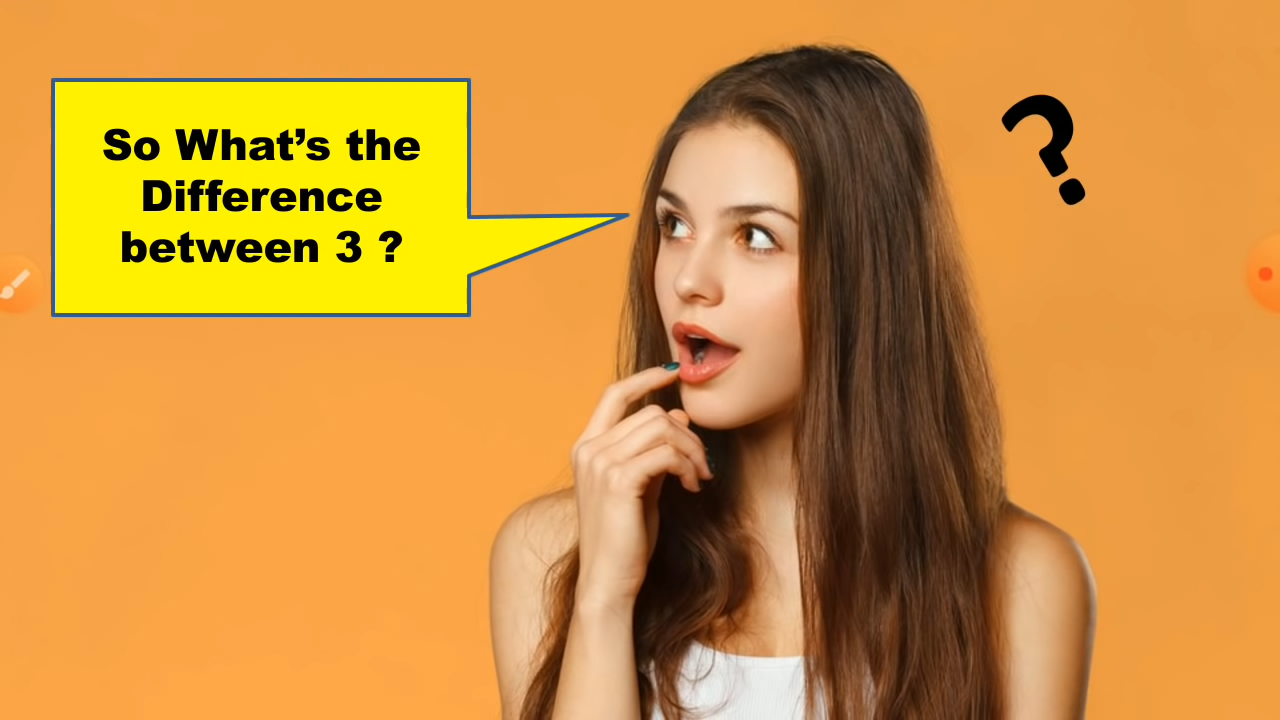 So What’s the
Difference
between 3 ?
?